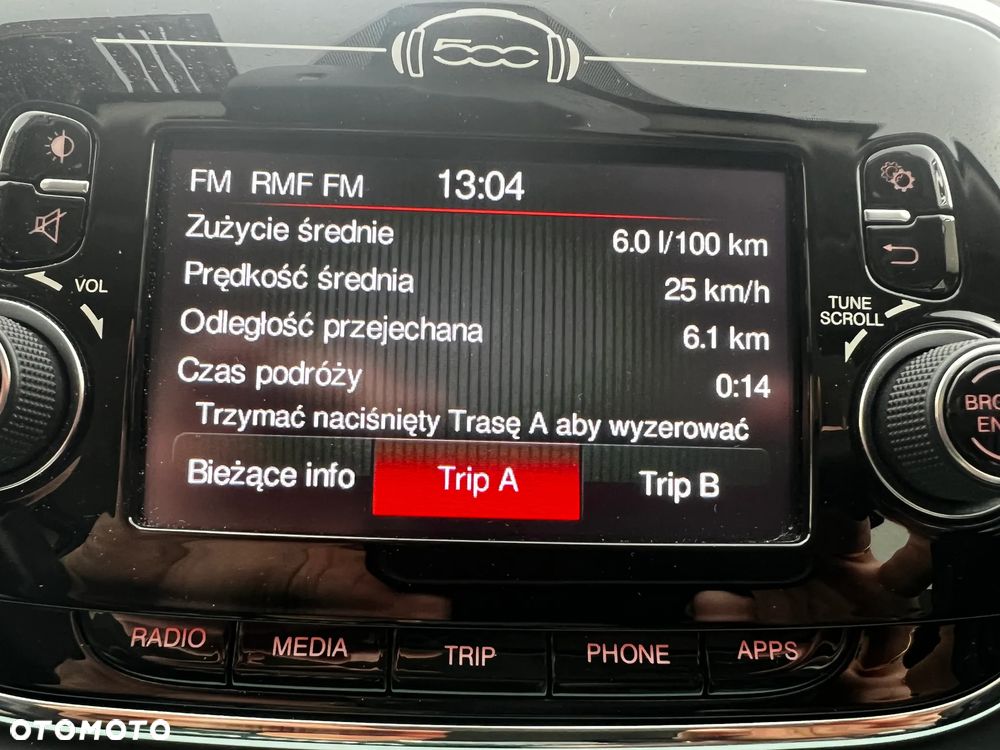 500
FM RMF FM 13:04
Zużycie średnie 6.0 l/100 km
Prędkość średnia 25 km/h
Odległość przejechana 6.1 km
Czas podróży 0:14
Trzymać naciśnięty Trasę A aby wyzerować
Bieżące info Trip A Trip B
VOL
TUNE
SCROLL
RADIO MEDIA TRIP PHONE APPS
OTOMOTO